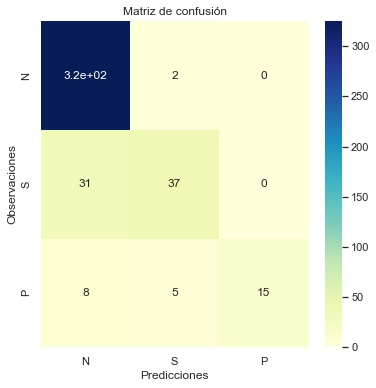 Matriz de confusión
Observaciones
N
S
P
3.2e+02 2 0
31 37 0
8 5 15
N S P
Predicciones
300
250
200
150
100
50
0